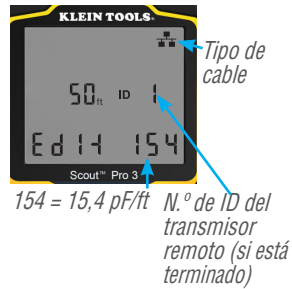 KLEIN TOOLS®
Tipo de
cable
50ft ID 1
Edit 154
Scout™ Pro 3
154 = 15,4 pF/ft
N.º de ID del
transmisor
remoto (si está
terminado)